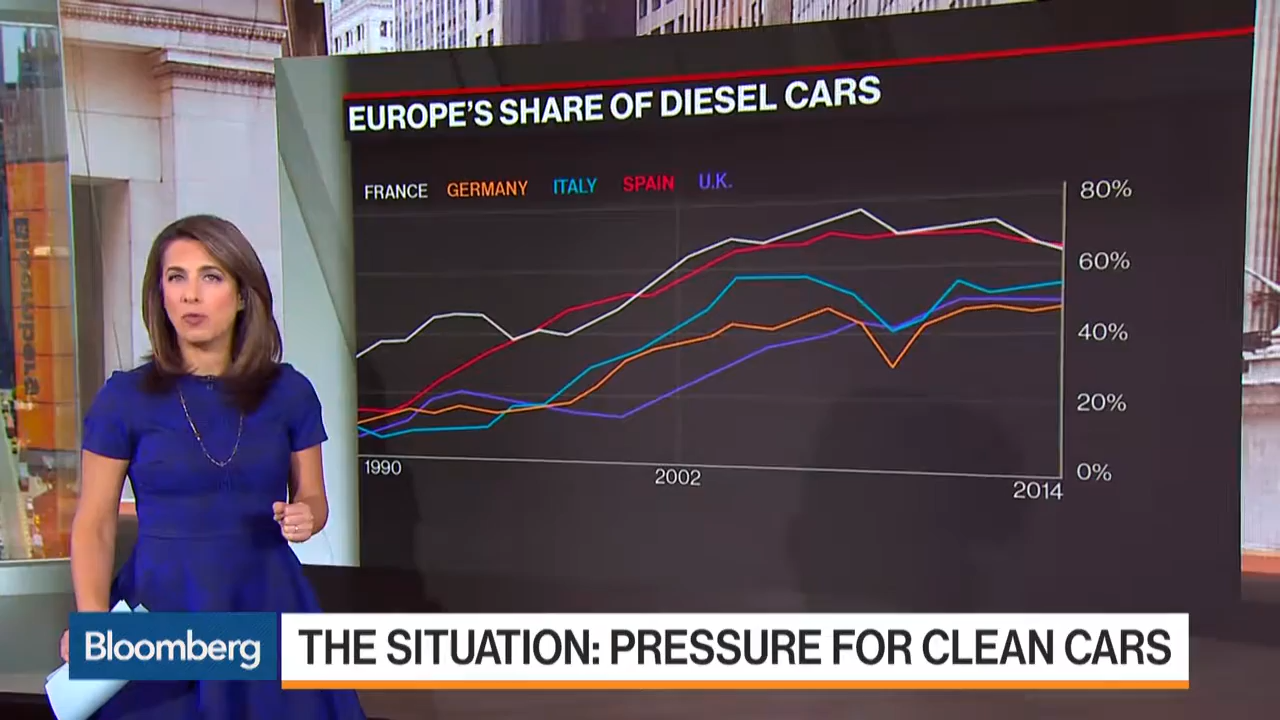 EUROPE'S SHARE OF DIESEL CARS
FRANCE GERMANY ITALY SPAIN U.K.
80%
60%
40%
20%
0%
1990
2002
2014
Bloomberg
THE SITUATION: PRESSURE FOR CLEAN CARS